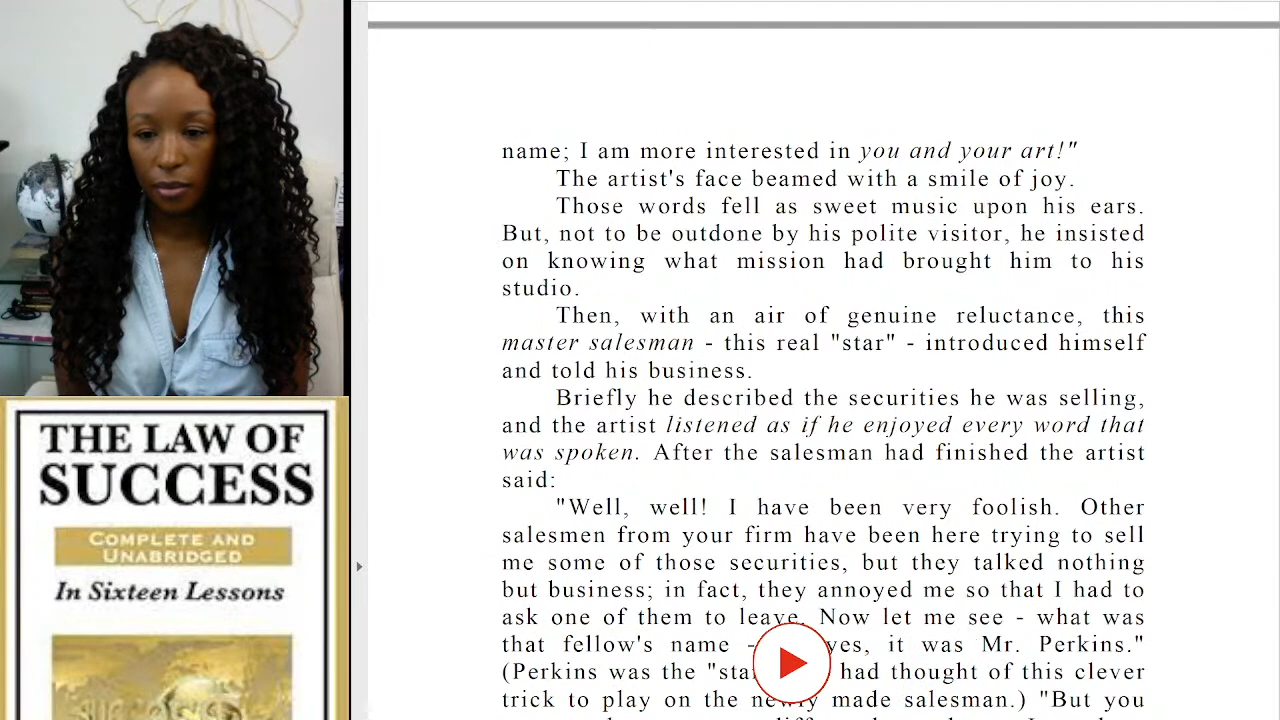 name; I am more interested in you and your art!"
The artist's face beamed with a smile of joy.
Those words fell as sweet music upon his ears.
But, not to be outdone by his polite visitor, he insisted
on knowing what mission had brought him to his
studio.
Then, with an air of genuine reluctance, this
master salesman - this real "star" - introduced himself
and told his business.
Briefly he described the securities he was selling,
and the artist listened as if he enjoyed every word that
was spoken. After the salesman had finished the artist
said:
"Well, well! I have been very foolish. Other
salesmen from your firm have been here trying to sell
me some of those securities, but they talked nothing
but business; in fact, they annoyed me so that I had to
ask one of them to leave. Now let me see - what was
that fellow's name - yes, it was Mr. Perkins."
(Perkins was the had thought of this clever
trick to play on the newly made salesman.) "But you
THE LAW OF
SUCCESS
COMPLETE AND
UNABRIDGED
In Sixteen Lessons